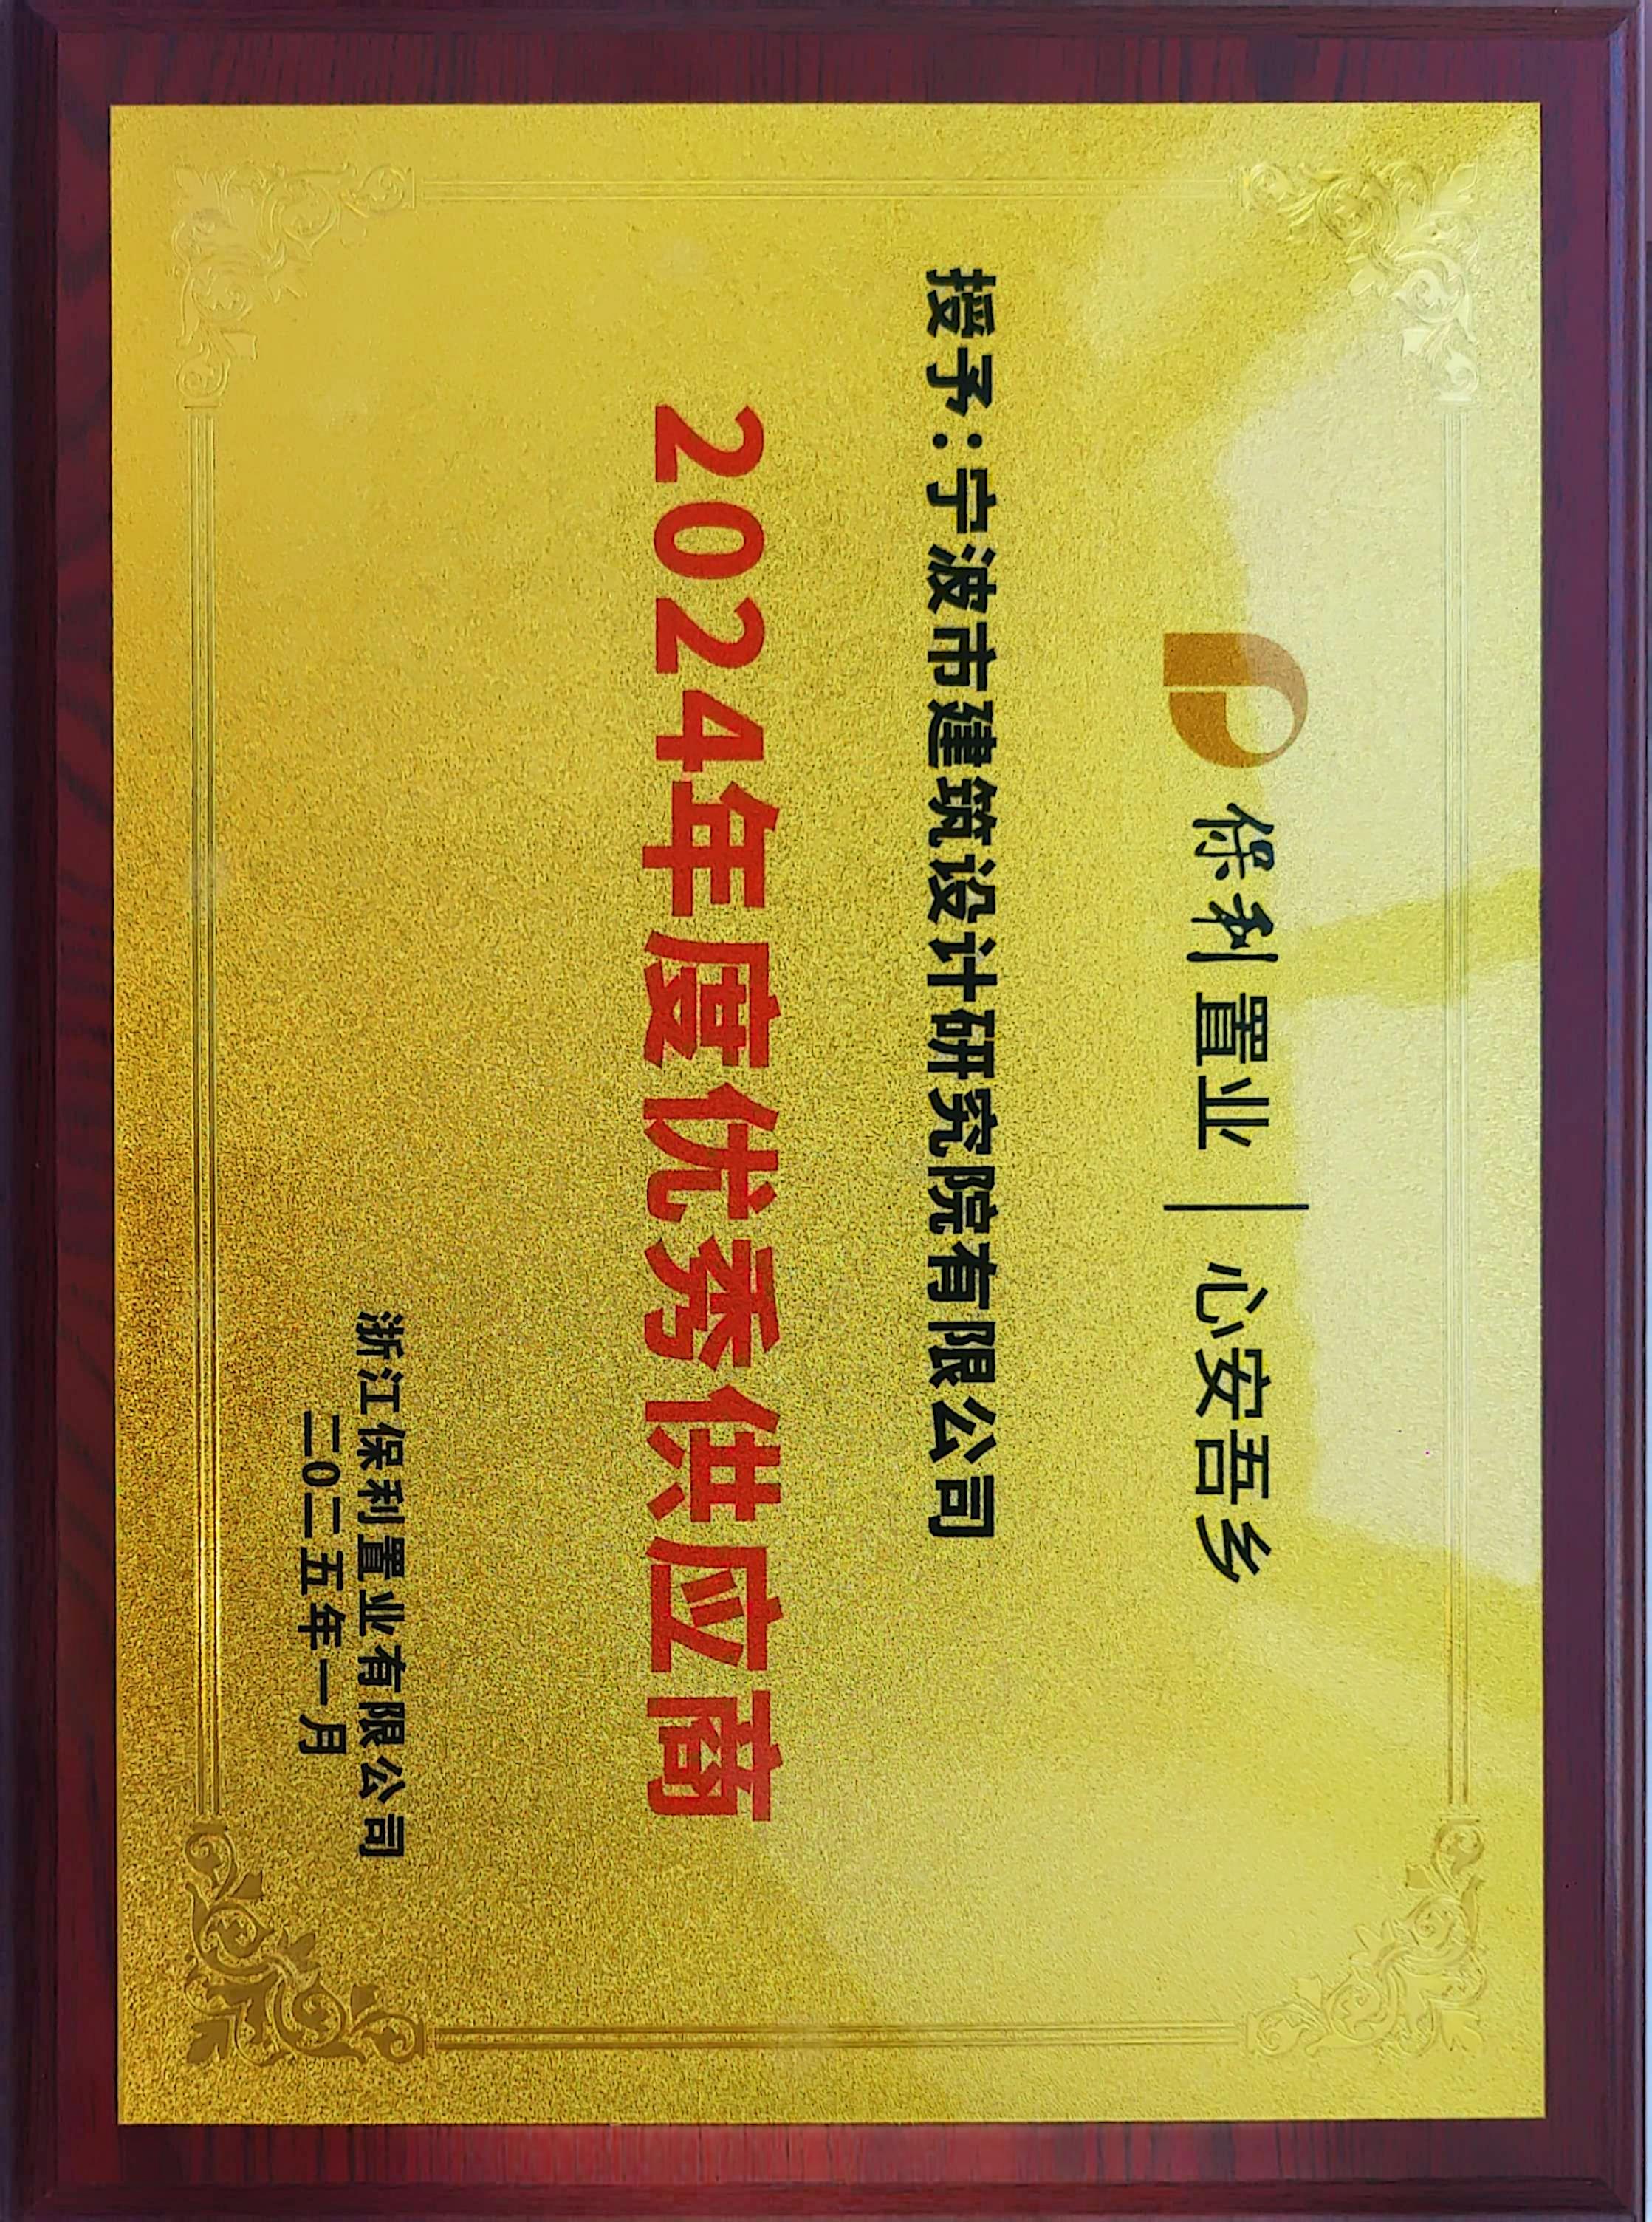 保利置业 | 心安吾乡
授予：宁波市建筑设计研究院有限公司
2024年度优秀供应商
浙江保利置业有限公司
二0二五年一月